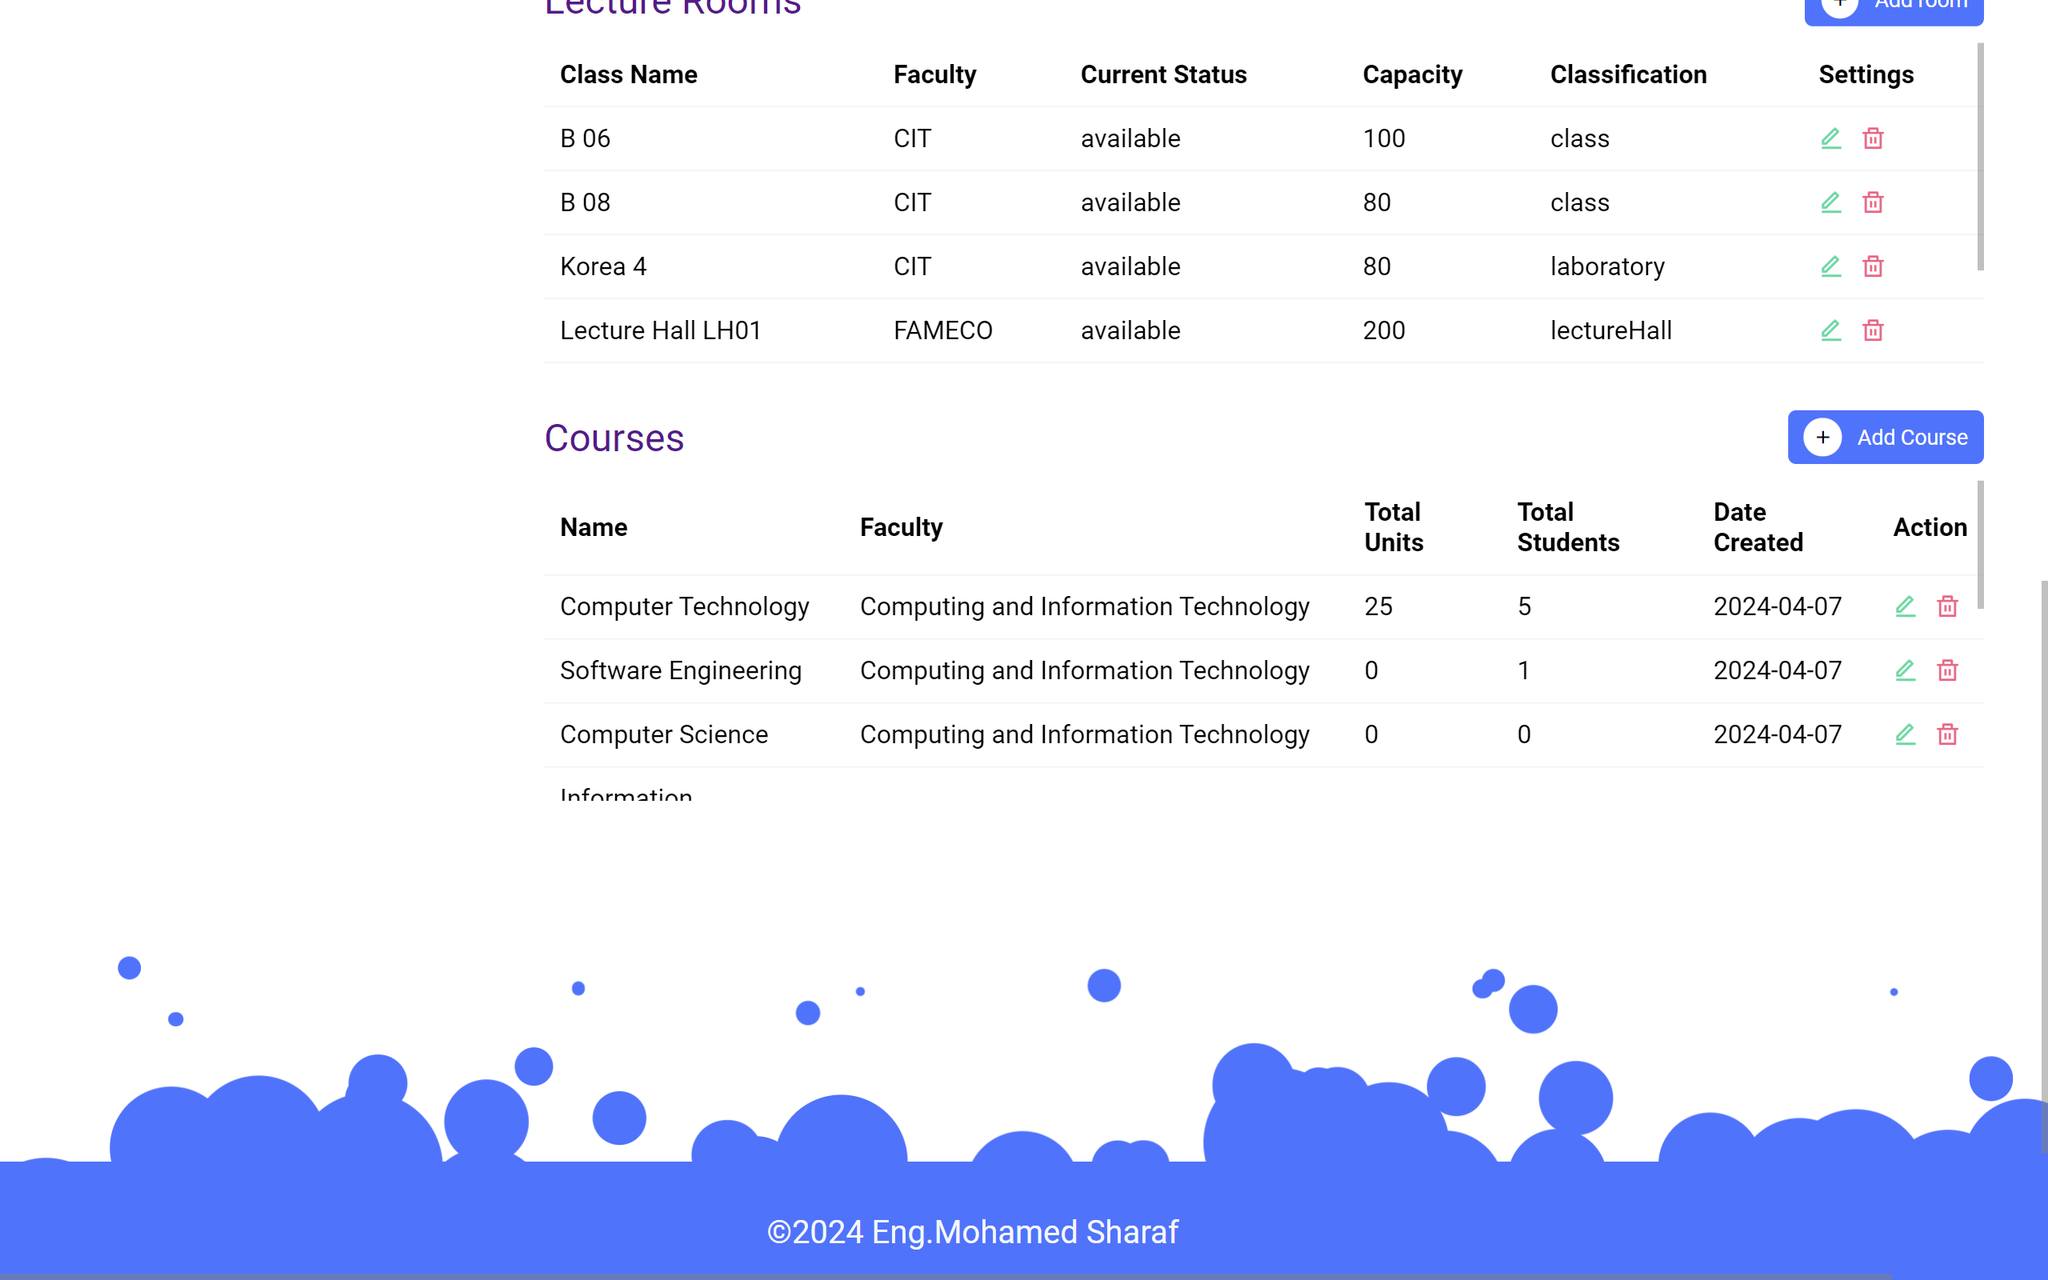 Lecture Rooms
+ Add room
Class Name Faculty Current Status Capacity Classification Settings
B 06 CIT available 100 class
B 08 CIT available 80 class
Korea 4 CIT available 80 laboratory
Lecture Hall LH01 FAMECO available 200 lectureHall
Courses
+ Add Course
Name Faculty Total Units Total Students Date Created Action
Computer Technology Computing and Information Technology 25 5 2024-04-07
Software Engineering Computing and Information Technology 0 1 2024-04-07
Computer Science Computing and Information Technology 0 0 2024-04-07
Information
©2024 Eng.Mohamed Sharaf